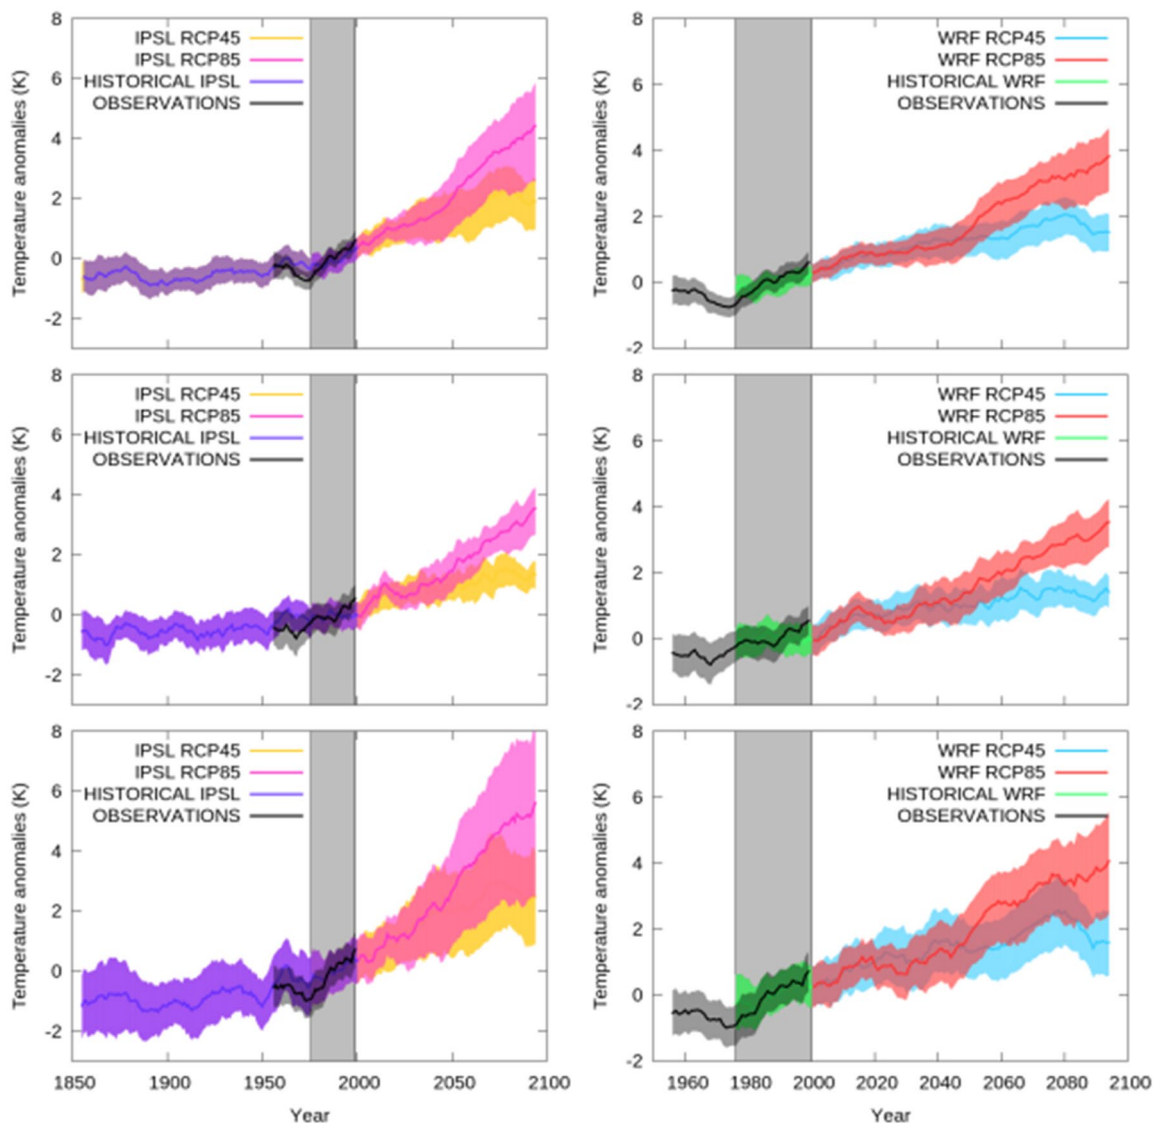 8
6
4
2
0
-2
Temperature anomalies (K)
IPSL RCP45
IPSL RCP85
HISTORICAL IPSL
OBSERVATIONS
8
6
4
2
0
-2
Temperature anomalies (K)
WRF RCP45
WRF RCP85
HISTORICAL WRF
OBSERVATIONS
8
6
4
2
0
-2
Temperature anomalies (K)
IPSL RCP45
IPSL RCP85
HISTORICAL IPSL
OBSERVATIONS
8
6
4
2
0
-2
Temperature anomalies (K)
WRF RCP45
WRF RCP85
HISTORICAL WRF
OBSERVATIONS
8
6
4
2
0
-2
Temperature anomalies (K)
IPSL RCP45
IPSL RCP85
HISTORICAL IPSL
OBSERVATIONS
1850 1900 1950 2000 2050 2100
Year
8
6
4
2
0
-2
Temperature anomalies (K)
WRF RCP45
WRF RCP85
HISTORICAL WRF
OBSERVATIONS
1960 1980 2000 2020 2040 2060 2080 2100
Year